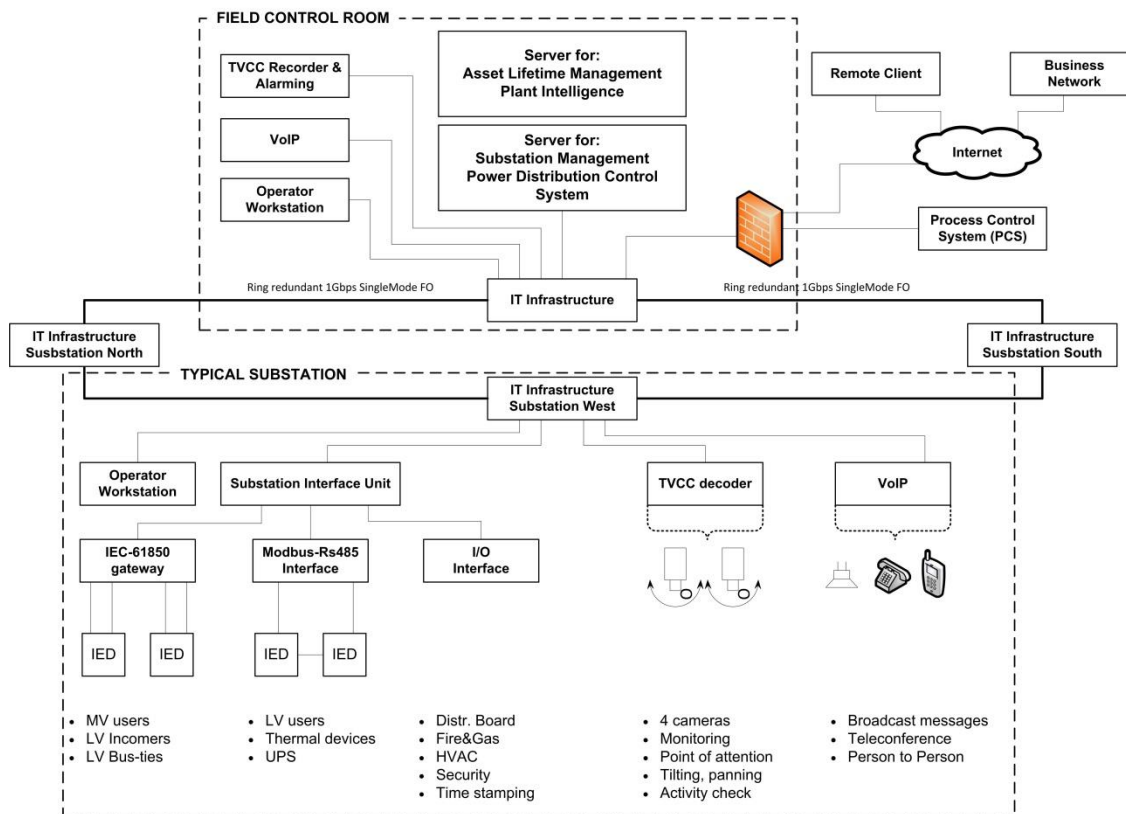 FIELD CONTROL ROOM
TVCC Recorder &
Alarming
VoIP
Operator
Workstation
Server for:
Asset Lifetime Management
Plant Intelligence
Server for:
Substation Management
Power Distribution Control
System
Remote Client
Business
Network
Internet
Process Control
System (PCS)
Ring redundant 1Gbps SingleMode FO
IT Infrastructure
Ring redundant 1Gbps SingleMode FO
IT Infrastructure
Susbstation North
IT Infrastructure
Susbstation South
TYPICAL SUBSTATION
IT Infrastructure
Substation West
Operator
Workstation
Substation Interface Unit
TVCC decoder
VoIP
IEC-61850
gateway
Modbus-Rs485
Interface
I/O
Interface
IED
IED
IED
IED
• MV users
• LV Incomers
• LV Bus-ties
• LV users
• Thermal devices
• UPS
• Distr. Board
• Fire&Gas
• HVAC
• Security
• Time stamping
• 4 cameras
• Monitoring
• Point of attention
• Tilting, panning
• Activity check
• Broadcast messages
• Teleconference
• Person to Person